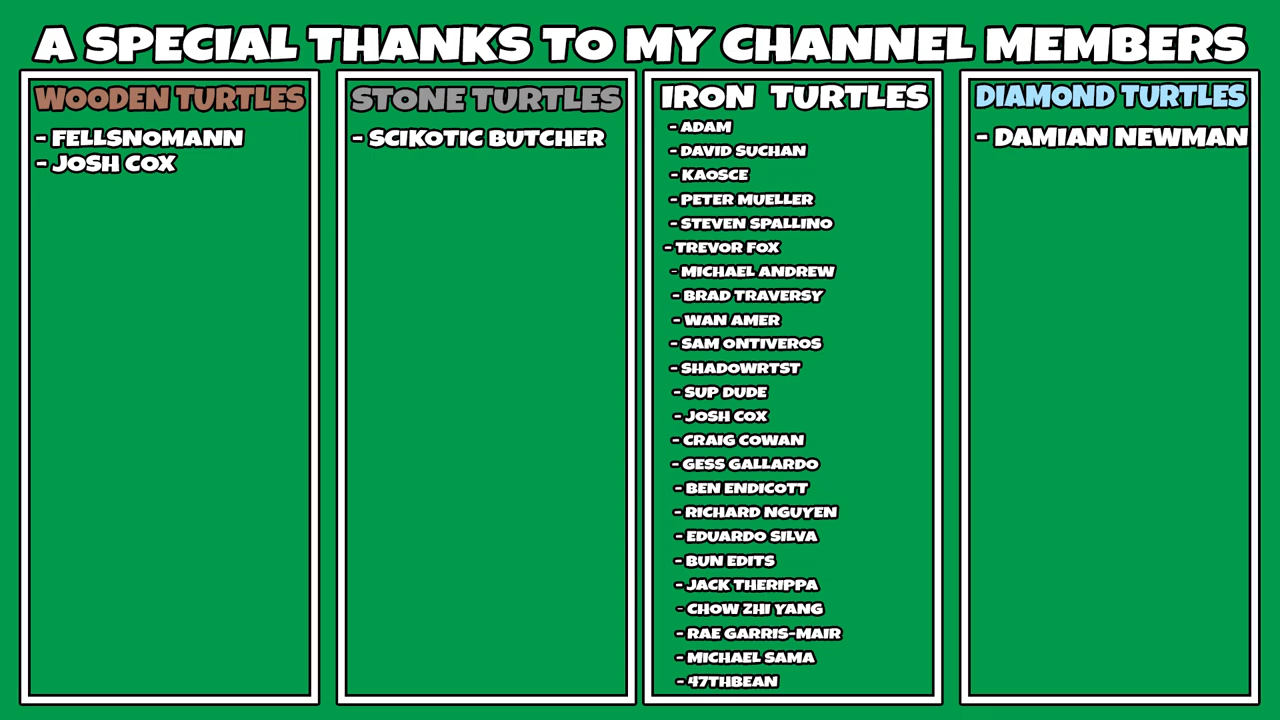 A SPECIAL THANKS TO MY CHANNEL MEMBERS
WOODEN TURTLES
- FELLSNOMANN
- JOSH COX
STONE TURTLES
- SCIKOTIC BUTCHER
IRON TURTLES
- ADAM
- DAVID SUCHAN
- KAOSCE
- PETER MUELLER
- STEVEN SPALLINO
- TREVOR FOX
- MICHAEL ANDREW
- BRAD TRAVERSY
- WAN AMER
- SAM ONTIVEROS
- SHADOWRTST
- SUP DUDE
- JOSH COX
- CRAIG COWAN
- GESS GALLARDO
- BEN ENDICOTT
- RICHARD NGUYEN
- EDUARDO SILVA
- BUN EDITS
- JACK THERIPPA
- CHOW ZHI YANG
- RAE GARRIS-MAIR
- MICHAEL SAMA
- 47THBEAN
DIAMOND TURTLES
- DAMIAN NEWMAN